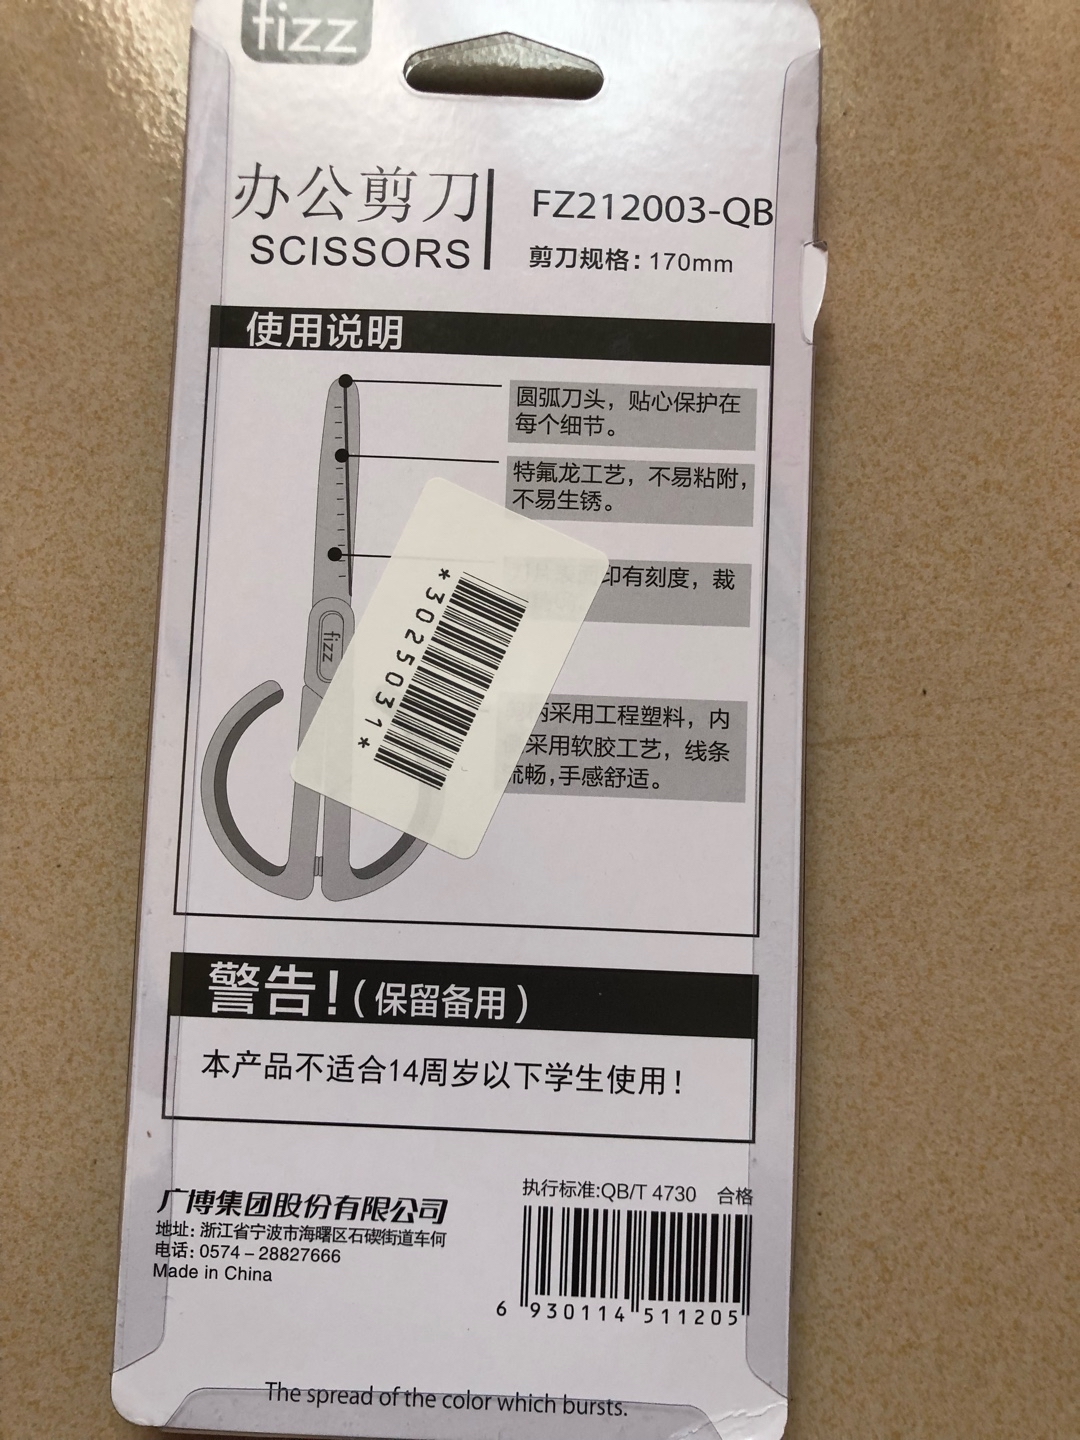 fizz
办公剪刀
SCISSORS
FZ212003-QB
剪刀规格：170mm
使用说明
圆弧刀头，贴心保护在
每个细节。
特氟龙工艺，不易粘附，
不易生锈。
印有刻度，裁
柄采用工程塑料，内
采用软胶工艺，线条
流畅，手感舒适。
fizz
*3025031*
警告！（保留备用）
本产品不适合14周岁以下学生使用！
广博集团股份有限公司
地址：浙江省宁波市海曙区石碶街道车何
电话：0574－28827666
Made in China
执行标准:QB/T 4730 合格
6 930114 511205
The spread of the color which bursts.